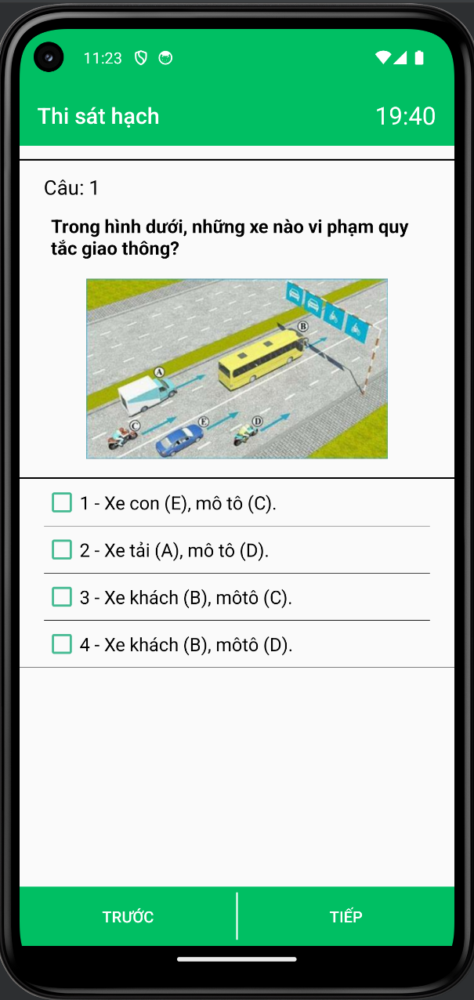 11:23
Thi sát hạch
19:40
Câu: 1
Trong hình dưới, những xe nào vi phạm quy
tắc giao thông?
B
A
C
E
D
1 - Xe con (E), mô tô (C).
2 - Xe tải (A), mô tô (D).
3 - Xe khách (B), môtô (C).
4 - Xe khách (B), môtô (D).
TRƯỚC
TIẾP